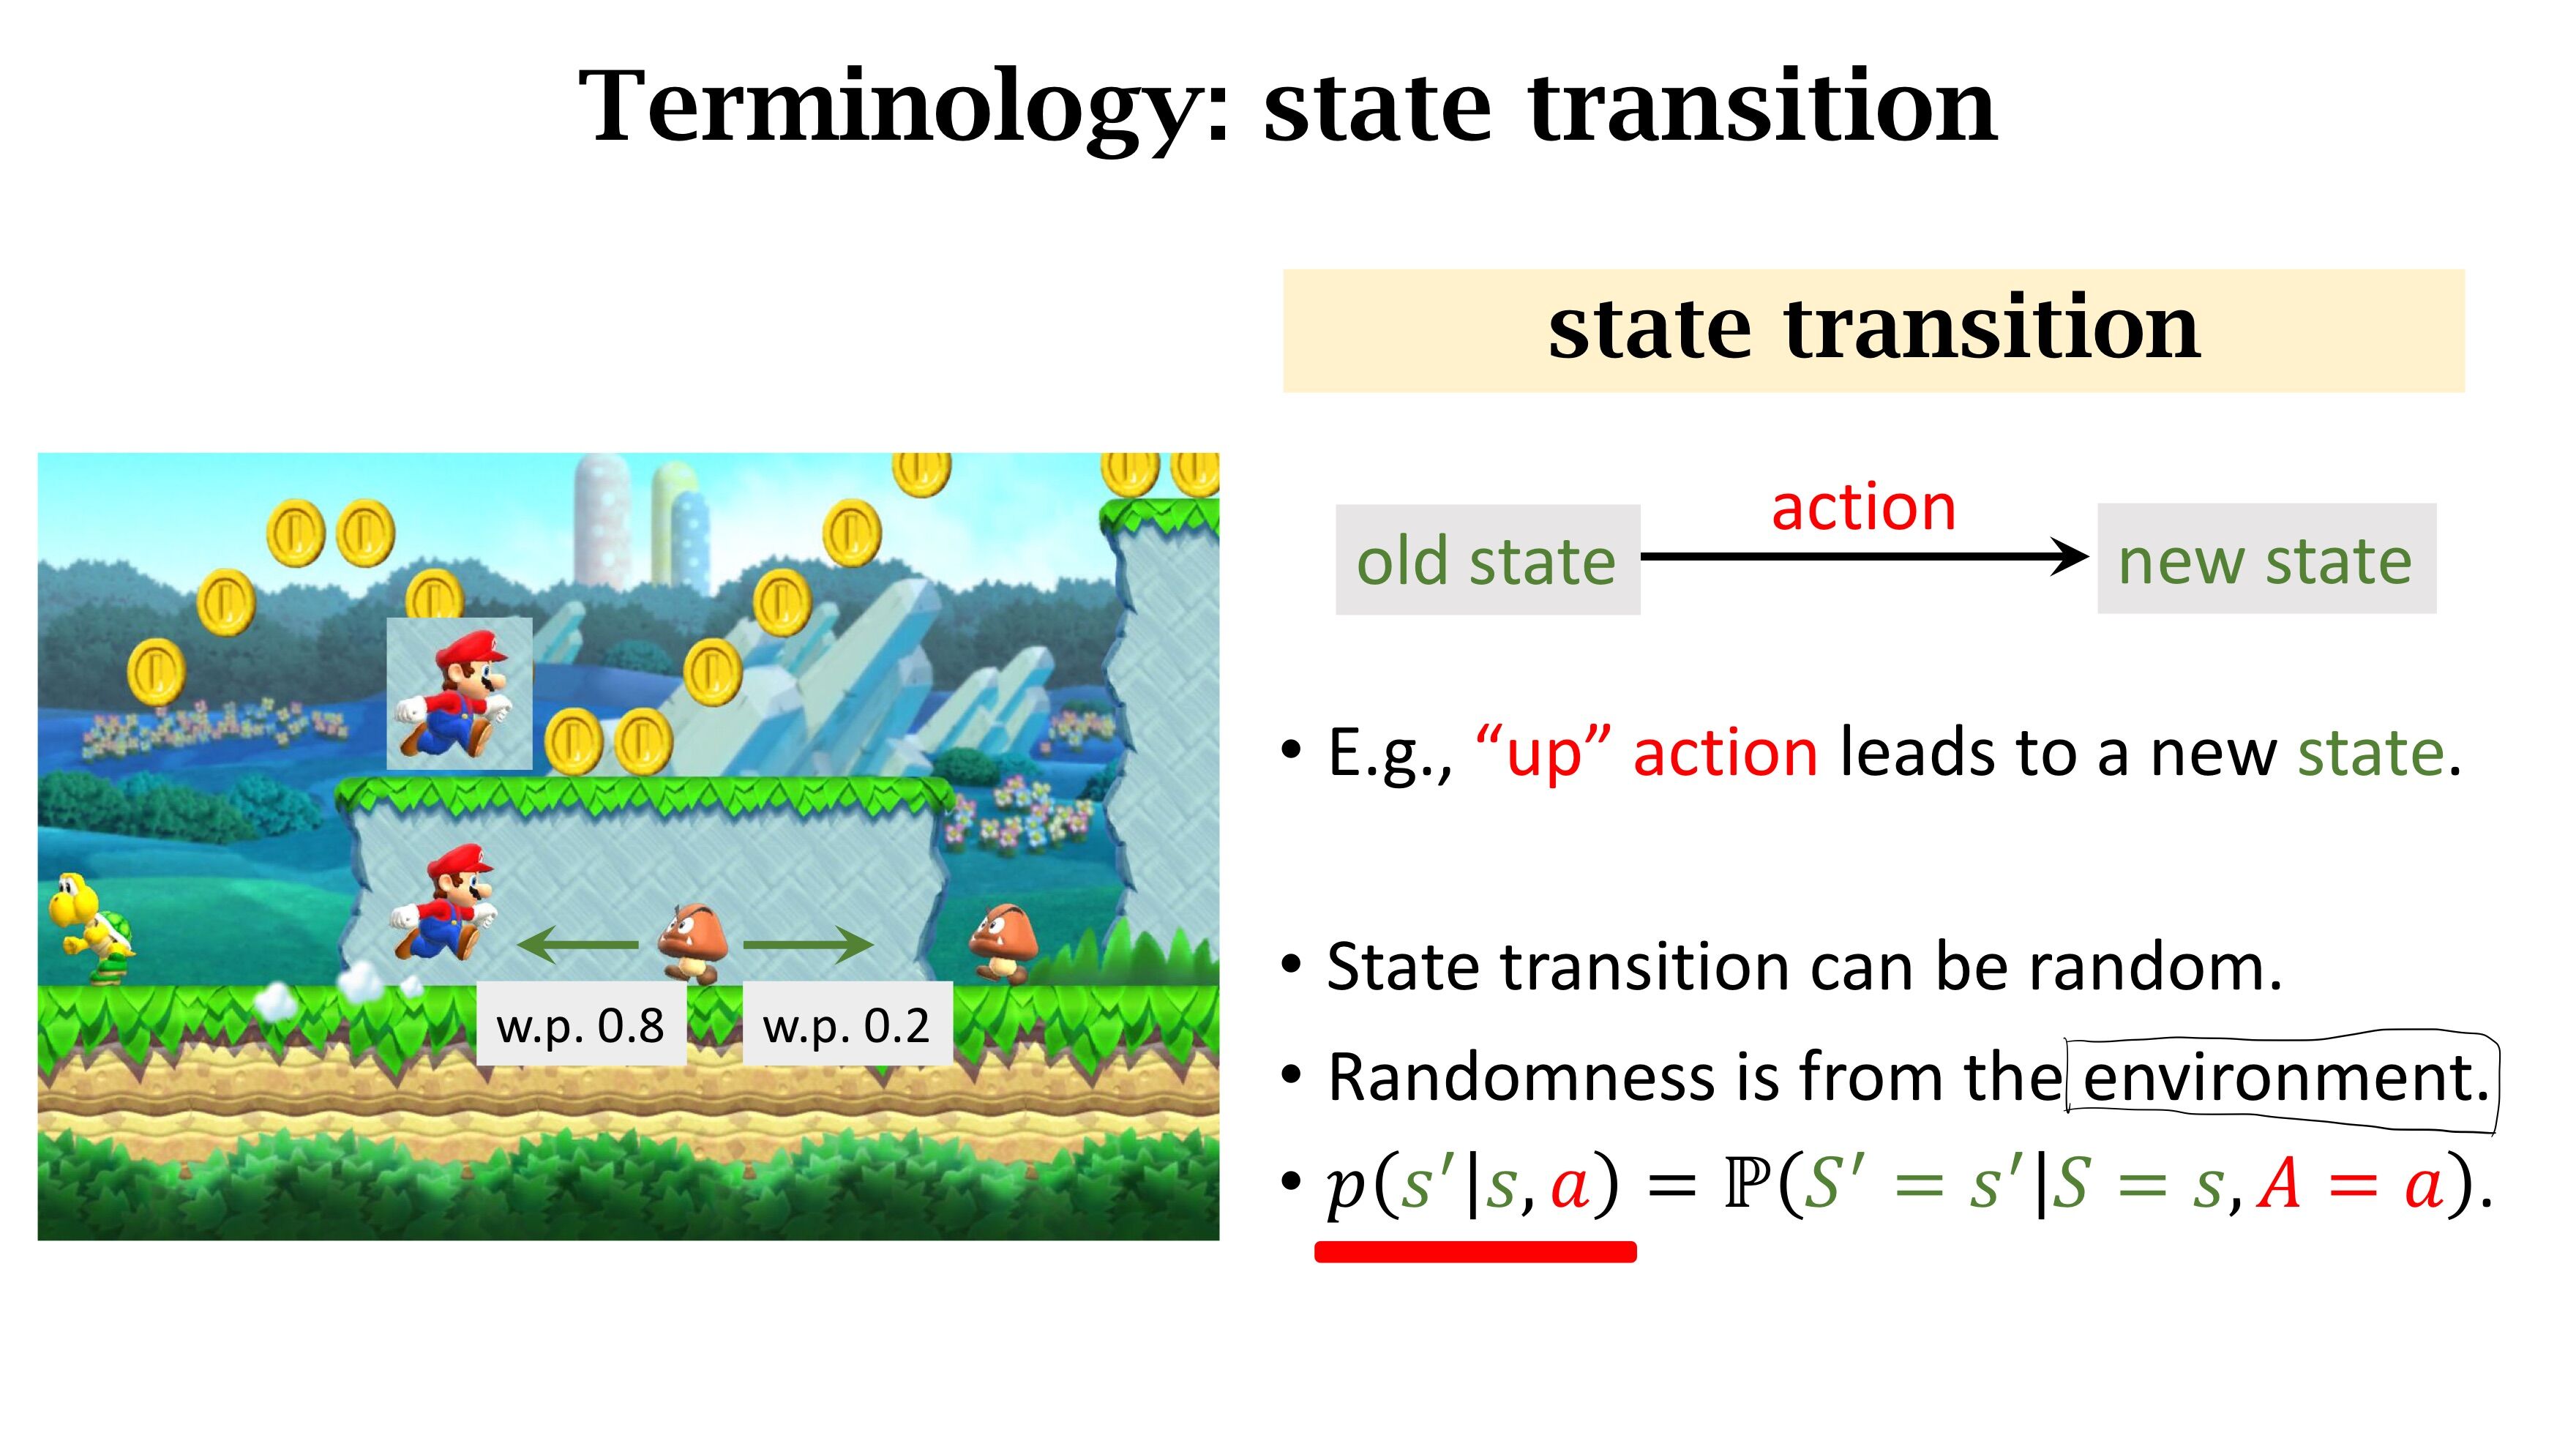 Terminology: state transition
state transition
old state
action
new state
• E.g., “up” action leads to a new state.
• State transition can be random.
• Randomness is from the environment.
• p(s′|s, a) = ℙ(S′ = s′|S = s, A = a).
w.p. 0.8
w.p. 0.2